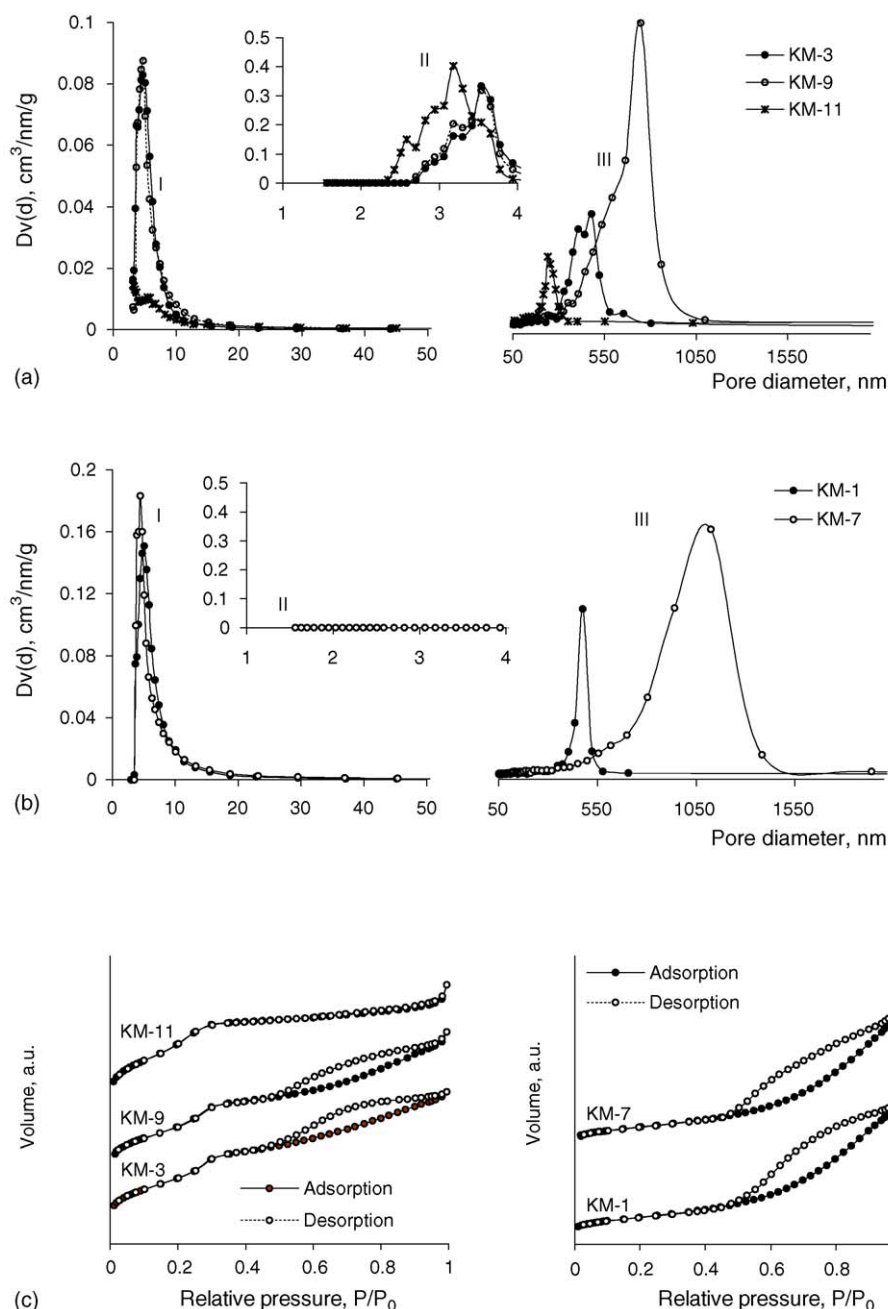 0.1
0.08
0.06
0.04
0.02
0
Dv(d), cm³/nm/g
I
0 10 20 30 40 50
0.5
0.4
0.3
0.2
0.1
0
II
1 2 3 4
KM-3
KM-9
KM-11
III
50 550 1050 1550
Pore diameter, nm
(a)
0.2
0.16
0.12
0.08
0.04
0
Dv(d), cm³/nm/g
I
0 10 20 30 40 50
0.5
0.4
0.3
0.2
0.1
0
II
1 2 3 4
KM-1
KM-7
III
50 550 1050 1550
Pore diameter, nm
(b)
Volume, a.u.
KM-11
KM-9
KM-3
Adsorption
Desorption
0 0.2 0.4 0.6 0.8 1
Relative pressure, P/P₀
Volume, a.u.
Adsorption
Desorption
KM-7
KM-1
0 0.2 0.4 0.6 0.8
Relative pressure, P/P₀
(c)